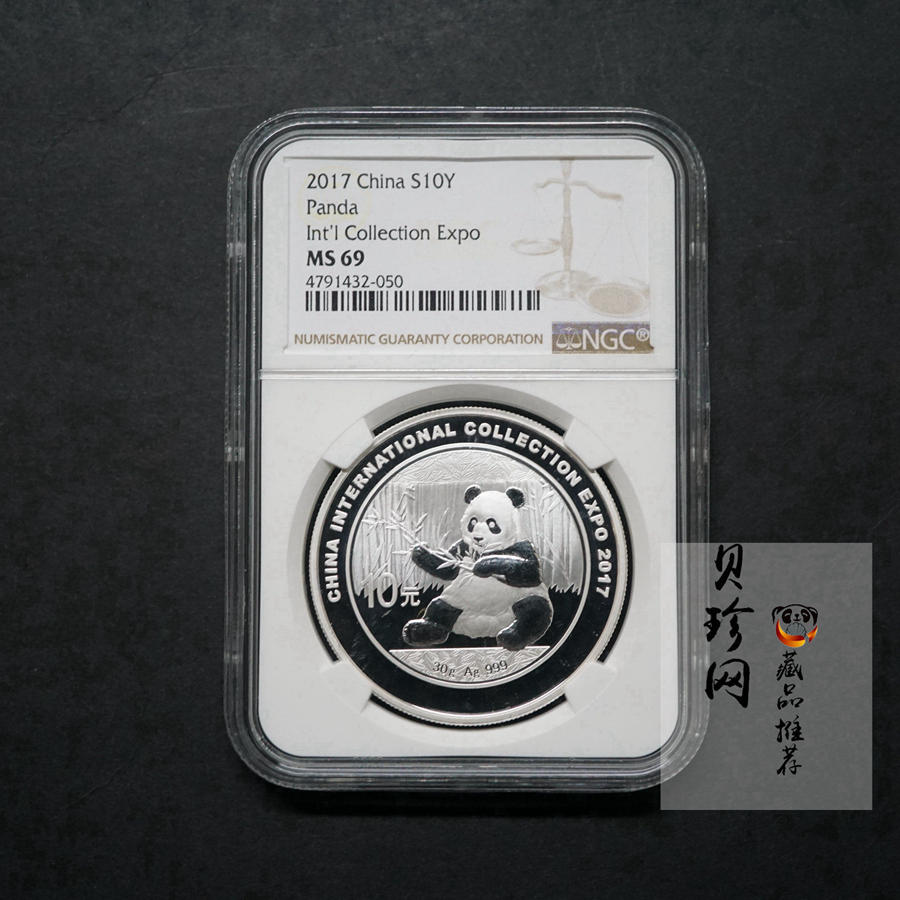 2017 China S10Y
Panda
Int'l Collection Expo
MS 69
4791432-050
NUMISMATIC GUARANTY CORPORATION
NGC®
CHINA INTERNATIONAL COLLECTION EXPO 2017
10元
30g Ag 999
贝珍网
藏品推荐